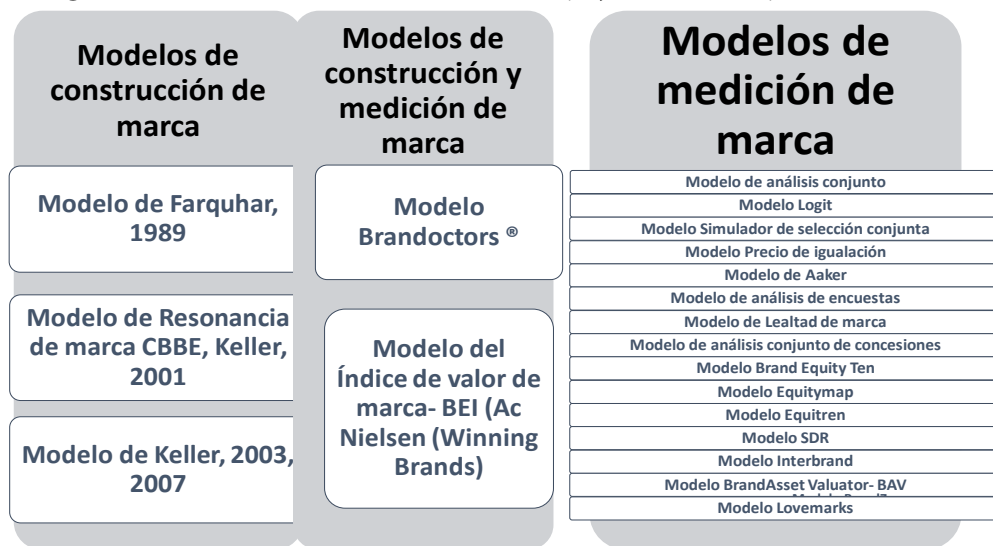 Modelos de
construcción de
marca
Modelo de Farquhar,
1989
Modelo de Resonancia
de marca CBBE, Keller,
2001
Modelo de Keller, 2003,
2007
Modelos de
construcción y
medición de
marca
Modelo
Brandoctors ®
Modelo del
Índice de valor de
marca- BEI (Ac
Nielsen (Winning
Brands)
Modelos de
medición de
marca
Modelo de análisis conjunto
Modelo Logit
Modelo Simulador de selección conjunta
Modelo Precio de igualación
Modelo de Aaker
Modelo de análisis de encuestas
Modelo de Lealtad de marca
Modelo de análisis conjunto de concesiones
Modelo Brand Equity Ten
Modelo Equitymap
Modelo Equitren
Modelo SDR
Modelo Interbrand
Modelo BrandAsset Valuator- BAV
Modelo Lovemarks